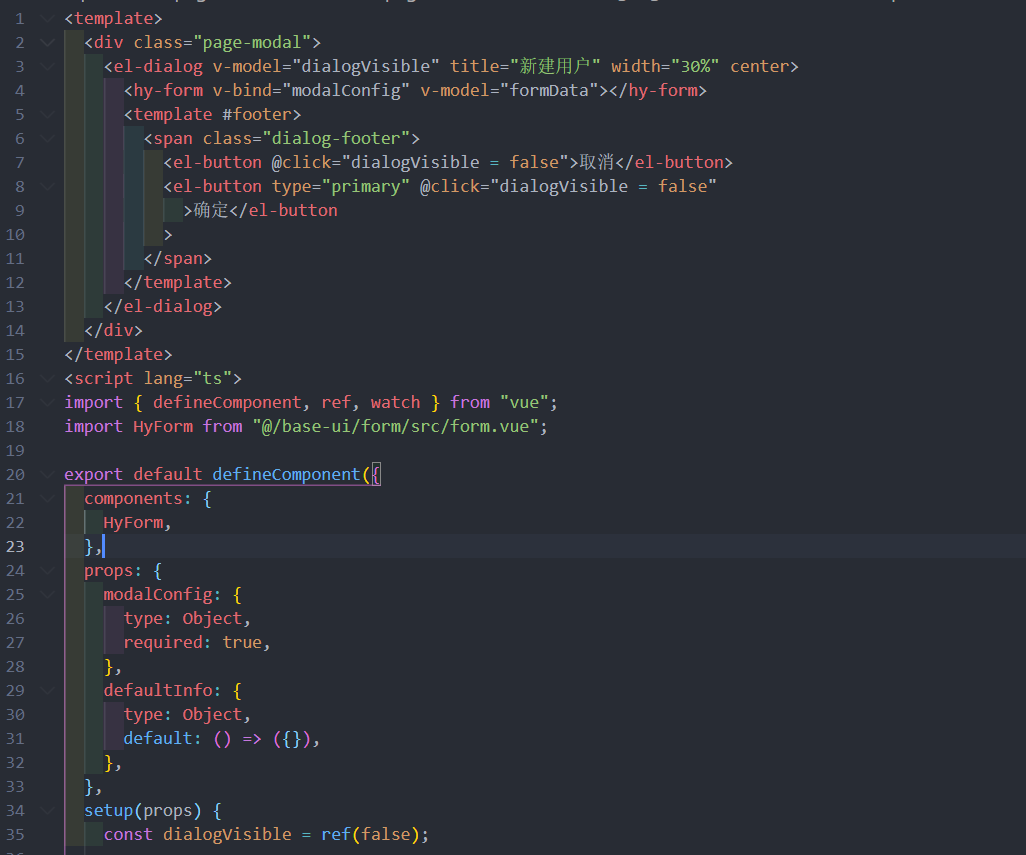 1 <template>
2 <div class="page-modal">
3 <el-dialog v-model="dialogVisible" title="新建用户" width="30%" center>
4 <hy-form v-bind="modalConfig" v-model="formData"></hy-form>
5 <template #footer>
6 <span class="dialog-footer">
7 <el-button @click="dialogVisible = false">取消</el-button>
8 <el-button type="primary" @click="dialogVisible = false"
9 >确定</el-button
10 >
11 </span>
12 </template>
13 </el-dialog>
14 </div>
15 </template>
16 <script lang="ts">
17 import { defineComponent, ref, watch } from "vue";
18 import HyForm from "@/base-ui/form/src/form.vue";
19
20 export default defineComponent({
21 components: {
22 HyForm,
23 },
24 props: {
25 modalConfig: {
26 type: Object,
27 required: true,
28 },
29 defaultInfo: {
30 type: Object,
31 default: () => ({}),
32 },
33 },
34 setup(props) {
35 const dialogVisible = ref(false);